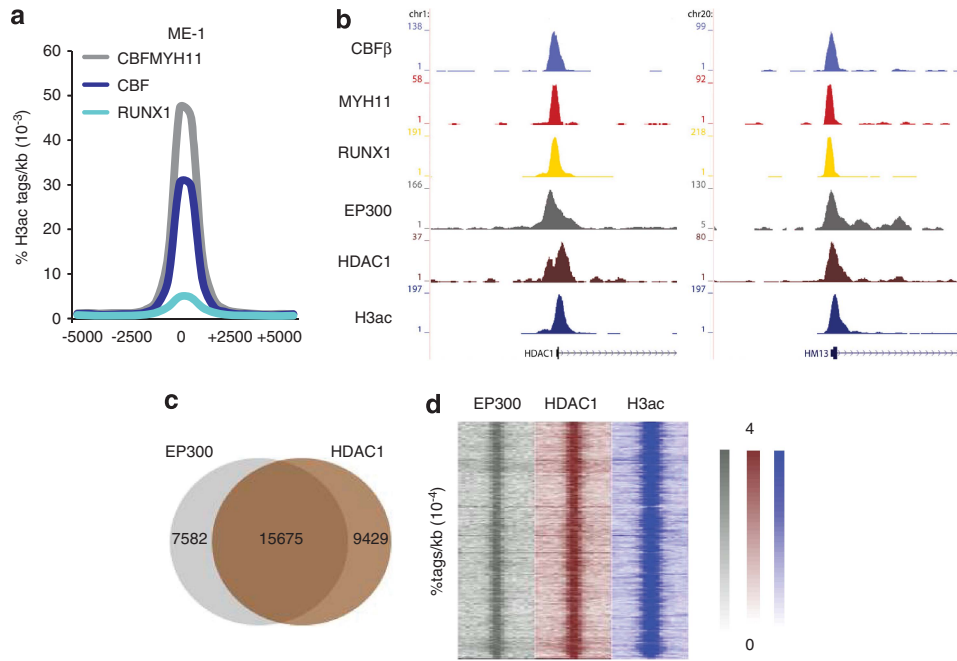 a
ME-1
60
50
40
30
20
10
0
% H3ac tags/kb (10-3)
CBFMYH11
CBF
RUNX1
-5000 -2500 0 +2500 +5000
b
chr1: chr20:
CBFβ 138 1 99 1
MYH11 58 1 92 1
RUNX1 191 1 218 1
EP300 166 1 130 5
HDAC1 37 1 80 1
H3ac 197 1 197 1
HDAC1 HM13
c
EP300 HDAC1
7582 15675 9429
d
EP300 HDAC1 H3ac
%tags/kb (10-4)
4
0